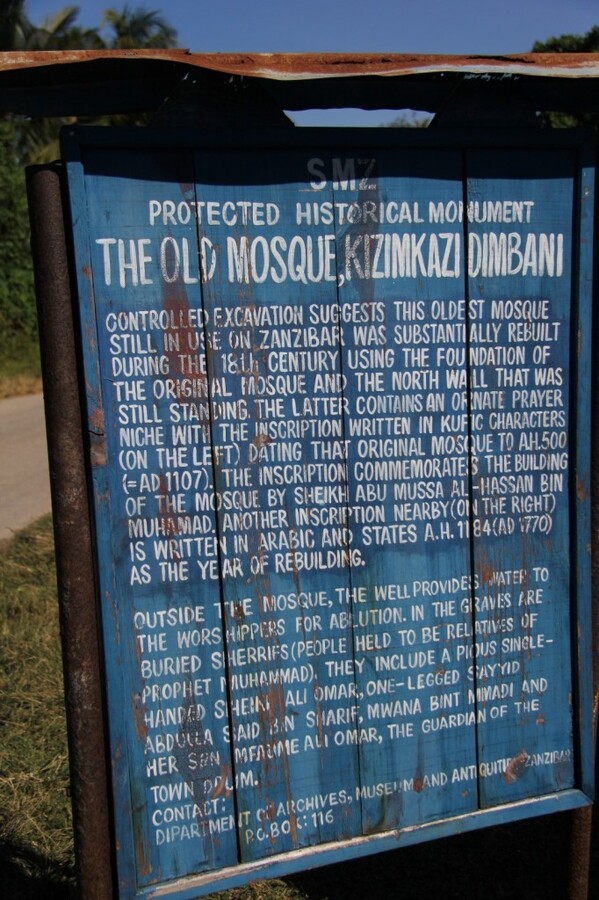 SMZ
PROTECTED HISTORICAL MONUMENT
THE OLD MOSQUE, KIZIMKAZI DIMBANI
CONTROLLED EXCAVATION SUGGESTS THIS OLDEST MOSQUE
STILL IN USE ON ZANZIBAR WAS SUBSTANTIALLY REBUILT
DURING THE 18th CENTURY USING THE FOUNDATION OF
THE ORIGINAL MOSQUE AND THE NORTH WALL THAT WAS
STILL STANDING. THE LATTER CONTAINS AN ORNATE PRAYER
NICHE WITH THE INSCRIPTION WRITTEN IN KUFIC CHARACTERS
(ON THE LEFT) DATING THAT ORIGINAL MOSQUE TO A.H.500
(=AD 1107). THE INSCRIPTION COMMEMORATES THE BUILDING
OF THE MOSQUE BY SHEIKH ABU MUSSA AL-HASSAN BIN
MUHAMAD. ANOTHER INSCRIPTION NEARBY (ON THE RIGHT)
IS WRITTEN IN ARABIC AND STATES A.H. 1184 (AD 1770)
AS THE YEAR OF REBUILDING.
OUTSIDE THE MOSQUE, THE WELL PROVIDES WATER TO
THE WORSHIPPERS FOR ABLUTION. IN THE GRAVES ARE
BURIED SHERRIFS (PEOPLE HELD TO BE RELATIVES OF
PROPHET MUHAMMAD). THEY INCLUDE A PIOUS SINGLE-
HANDED SHEIKH ALI OMAR, ONE-LEGGED SAYYID
ABDULLA SAID BIN SHARIF, MWANA BINT MMADI AND
HER SON MFAUME ALI OMAR, THE GUARDIAN OF THE
TOWN DRUM.
CONTACT:
DIPARTMENT OF ARCHIVES, MUSEUM AND ANTIQUITIES ZANZIBAR
P.O.BOX: 116